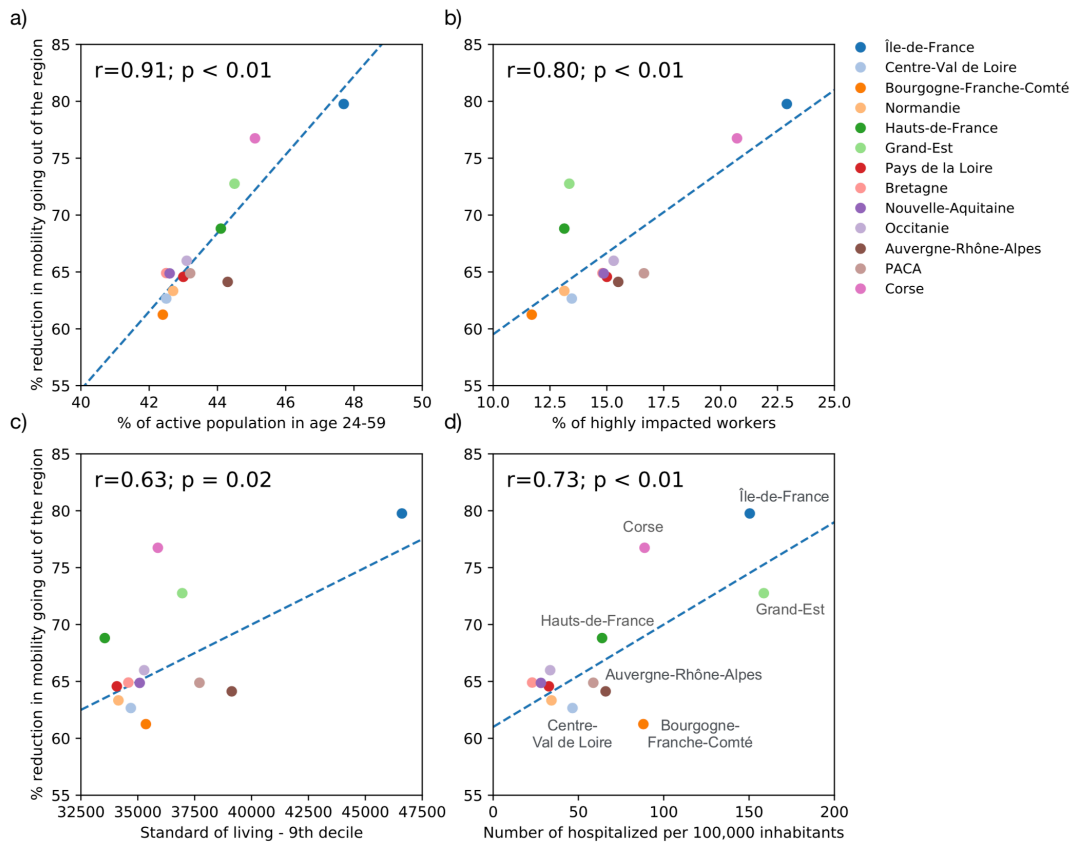 a)
85
80
75
70
65
60
55
% reduction in mobility going out of the region
r=0.91; p < 0.01
40 42 44 46 48 50
% of active population in age 24-59
b)
85
80
75
70
65
60
55
r=0.80; p < 0.01
10.0 12.5 15.0 17.5 20.0 22.5 25.0
% of highly impacted workers
Île-de-France
Centre-Val de Loire
Bourgogne-Franche-Comté
Normandie
Hauts-de-France
Grand-Est
Pays de la Loire
Bretagne
Nouvelle-Aquitaine
Occitanie
Auvergne-Rhône-Alpes
PACA
Corse
c)
85
80
75
70
65
60
55
% reduction in mobility going out of the region
r=0.63; p = 0.02
32500 35000 37500 40000 42500 45000 47500
Standard of living - 9th decile
d)
85
80
75
70
65
60
55
r=0.73; p < 0.01
Île-de-France
Corse
Grand-Est
Hauts-de-France
Auvergne-Rhône-Alpes
Centre-
Val de Loire
Bourgogne-
Franche-Comté
0 50 100 150 200
Number of hospitalized per 100,000 inhabitants